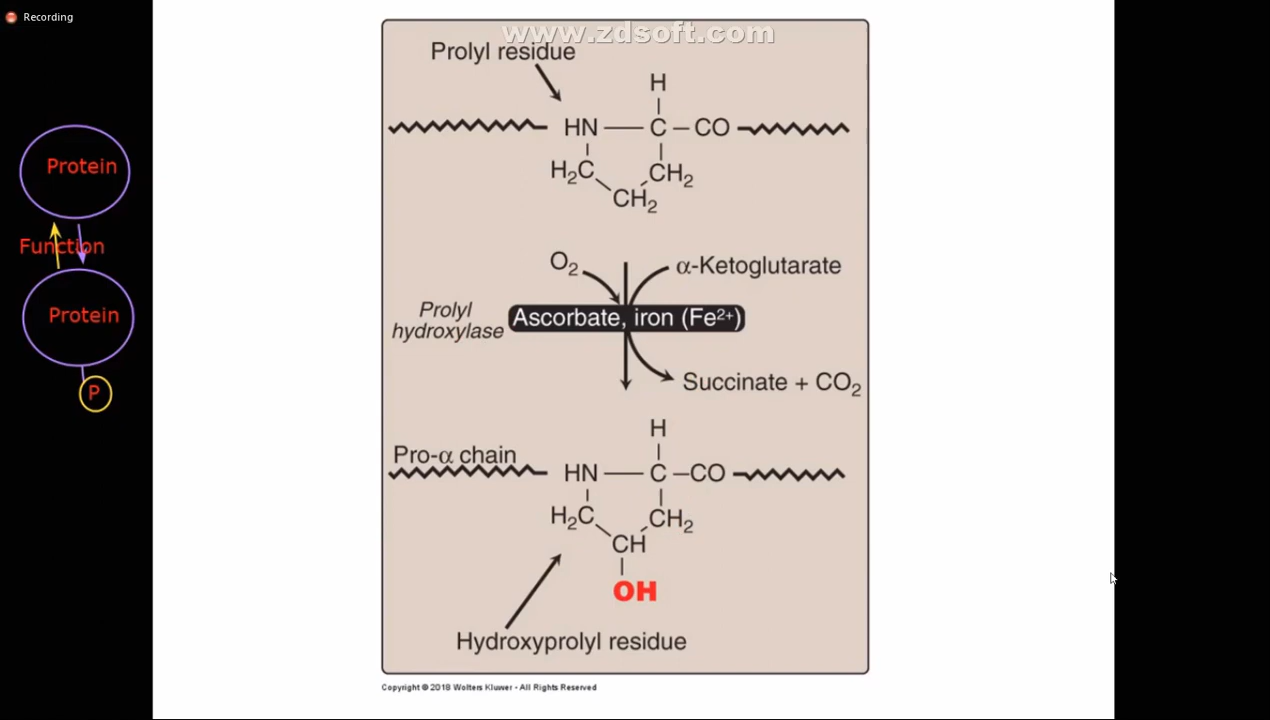 Recording
www.zdsoft.com
Prolyl residue
H
HN C CO
H₂C CH₂
CH₂
Protein
Function
Protein
P
O₂ α-Ketoglutarate
Prolyl
hydroxylase
Ascorbate, iron (Fe²⁺)
Succinate + CO₂
H
Pro-α chain
HN C CO
H₂C CH₂
CH
OH
Hydroxyprolyl residue
Copyright © 2018 Wolters Kluwer - All Rights Reserved